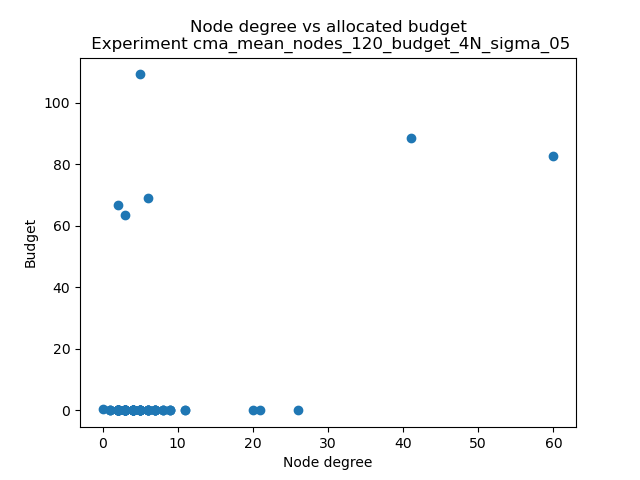 Node degree vs allocated budget
Experiment cma_mean_nodes_120_budget_4N_sigma_05
Budget
100
80
60
40
20
0
0 10 20 30 40 50 60
Node degree